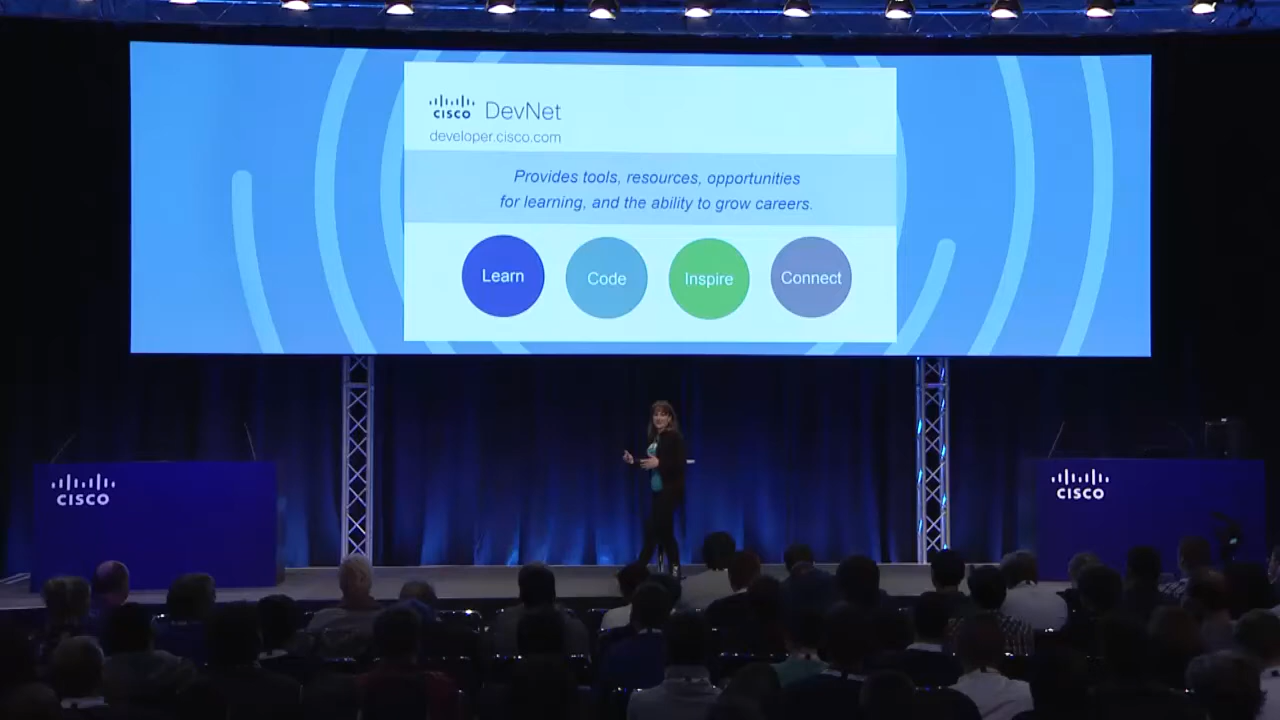 CISCO DevNet
developer.cisco.com
Provides tools, resources, opportunities
for learning, and the ability to grow careers.
Learn Code Inspire Connect
CISCO
CISCO